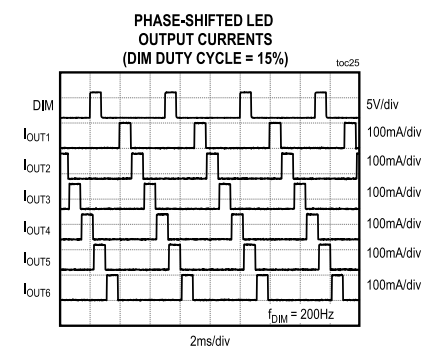 PHASE-SHIFTED LED
OUTPUT CURRENTS
(DIM DUTY CYCLE = 15%)
toc25
DIM 5V/div
IOUT1 100mA/div
IOUT2 100mA/div
IOUT3 100mA/div
IOUT4 100mA/div
IOUT5 100mA/div
IOUT6 100mA/div
fDIM = 200Hz
2ms/div